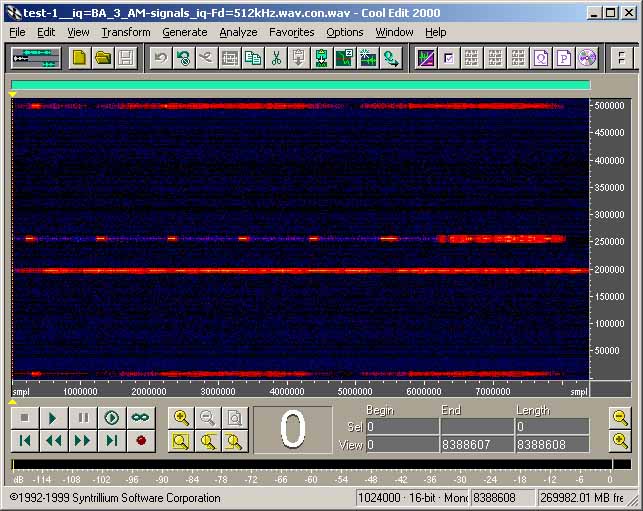 test-1__iq=BA_3_AM-signals_iq-Fd=512kHz.wav.con.wav - Cool Edit 2000
File Edit View Transform Generate Analyze Favorites Options Window Help
Q P F
500000
450000
400000
350000
300000
250000
200000
150000
100000
50000
smpl 1000000 2000000 3000000 4000000 5000000 6000000 7000000 smpl
0
Begin End Length
Sel 0 0
View 0 8388607 8388608
dB -114 -108 -102 -96 -90 -84 -78 -72 -66 -60 -54 -48 -42 -36 -30 -24 -18 -12 -6 0
©1992-1999 Syntrillium Software Corporation 1024000 · 16-bit · Mono 8388608 269982.01 MB fre